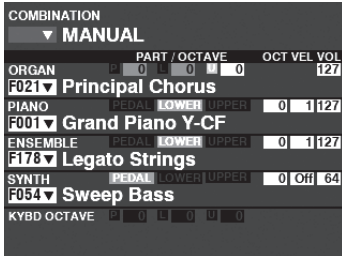 COMBINATION
▼ MANUAL
PART / OCTAVE OCT VEL VOL
ORGAN P 0 L 0 U 0 127
F021▼ Principal Chorus
PIANO PEDAL LOWER UPPER 0 1 127
F001▼ Grand Piano Y-CF
ENSEMBLE PEDAL LOWER UPPER 0 1 127
F178▼ Legato Strings
SYNTH PEDAL LOWER UPPER 0 Off 64
F054▼ Sweep Bass
KYBD OCTAVE P 0 L 0 U 0